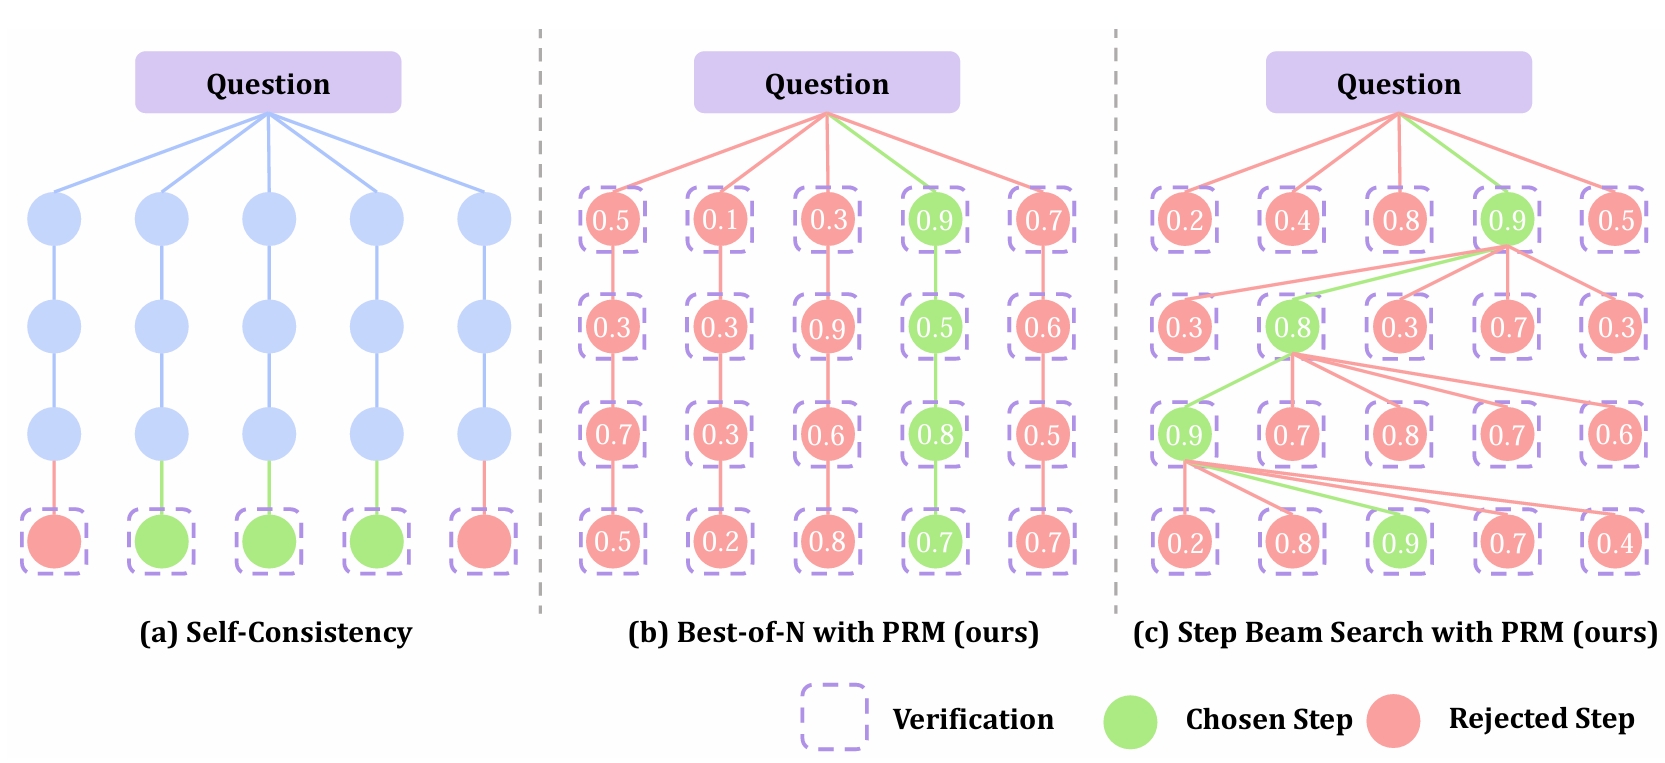 Question
Question
Question
0.5 0.1 0.3 0.9 0.7
0.2 0.4 0.8 0.9 0.5
0.3 0.3 0.9 0.5 0.6
0.3 0.8 0.3 0.7 0.3
0.7 0.3 0.6 0.8 0.5
0.9 0.7 0.8 0.7 0.6
0.5 0.2 0.8 0.7 0.7
0.2 0.8 0.9 0.7 0.4
(a) Self-Consistency
(b) Best-of-N with PRM (ours)
(c) Step Beam Search with PRM (ours)
Verification
Chosen Step
Rejected Step